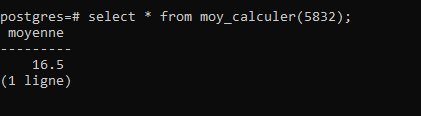 postgres=# select * from moy_calculer(5832);
 moyenne
---------
    16.5
(1 ligne)